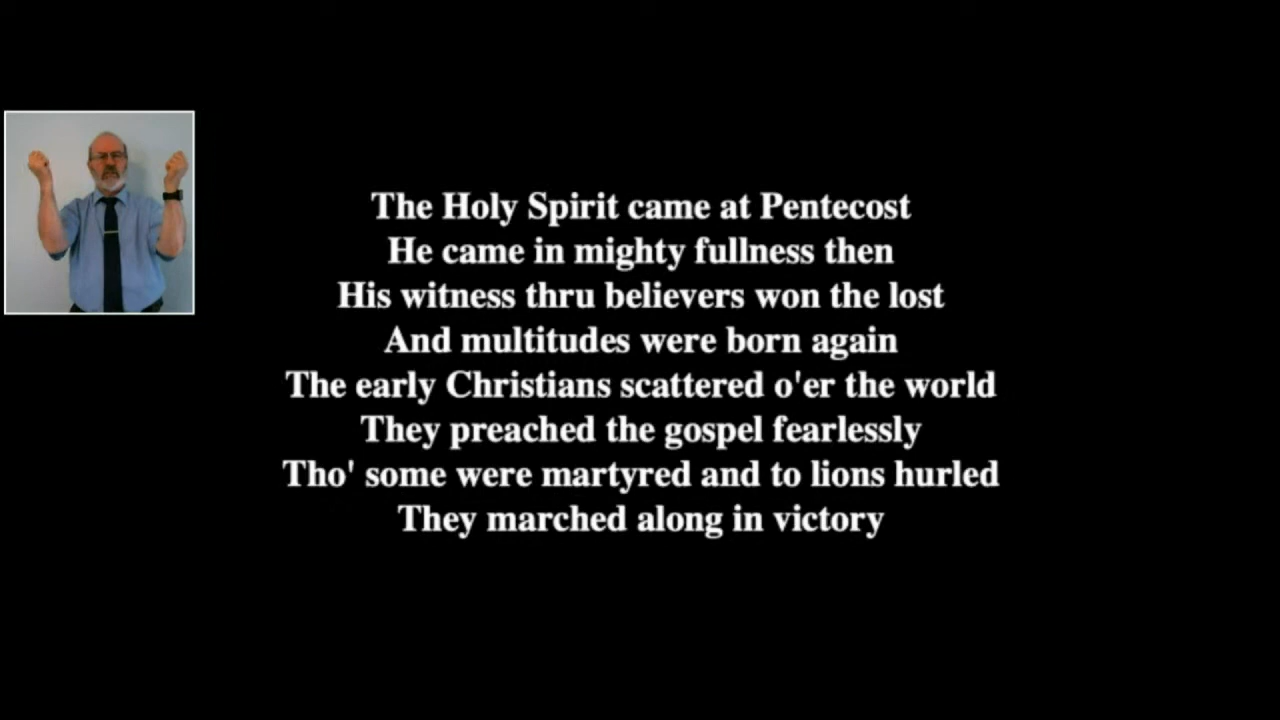 The Holy Spirit came at Pentecost
He came in mighty fullness then
His witness thru believers won the lost
And multitudes were born again
The early Christians scattered o'er the world
They preached the gospel fearlessly
Tho' some were martyred and to lions hurled
They marched along in victory